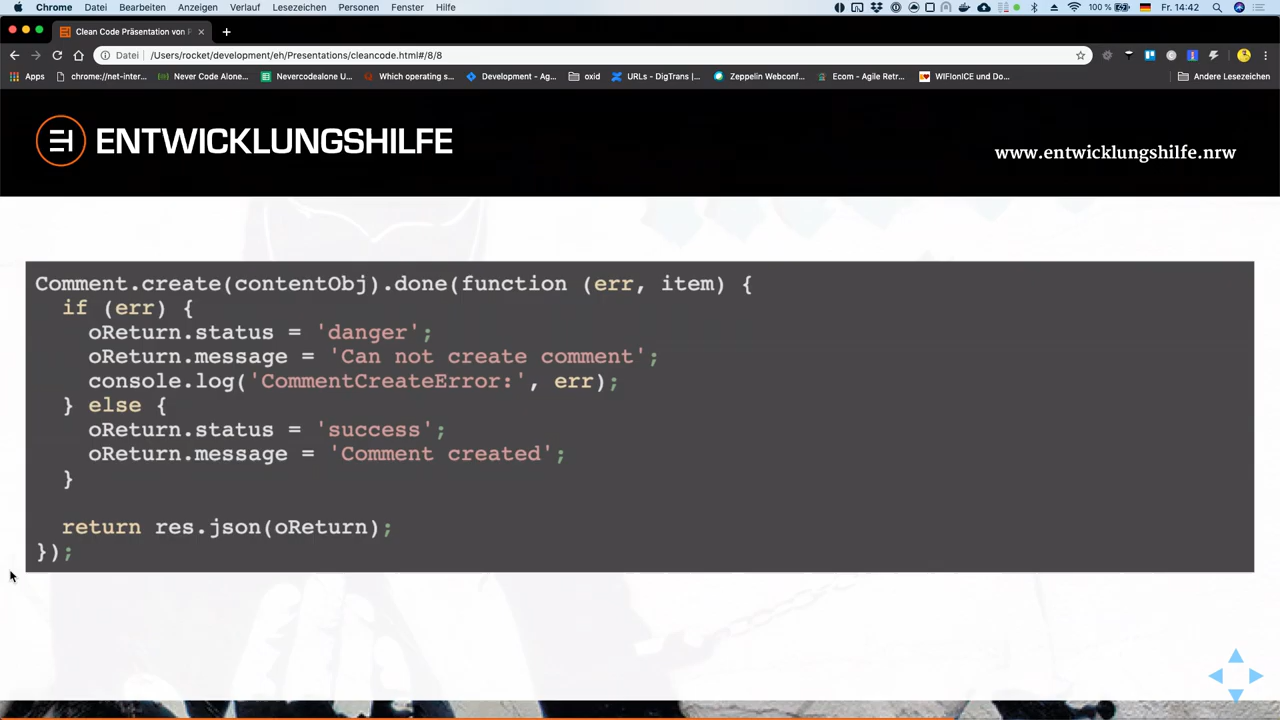 Chrome Datei Bearbeiten Anzeigen Verlauf Lesezeichen Personen Fenster Hilfe 100 % Fr. 14:42
Clean Code Präsentation von
Datei /Users/rocket/development/eh/Presentations/cleancode.html#/8/8
Apps chrome://net-inter... Never Code Alone... Nevercodealone U... Which operating s... Development - Ag... oxid URLs - DigTrans |... Zeppelin Webconf... Ecom - Agile Retr... WIFIonICE und Do... Andere Lesezeichen
ENTWICKLUNGSHILFE
www.entwicklungshilfe.nrw
Comment.create(contentObj).done(function (err, item) {
if (err) {
oReturn.status = 'danger';
oReturn.message = 'Can not create comment';
console.log('CommentCreateError:', err);
} else {
oReturn.status = 'success';
oReturn.message = 'Comment created';
}
return res.json(oReturn);
});